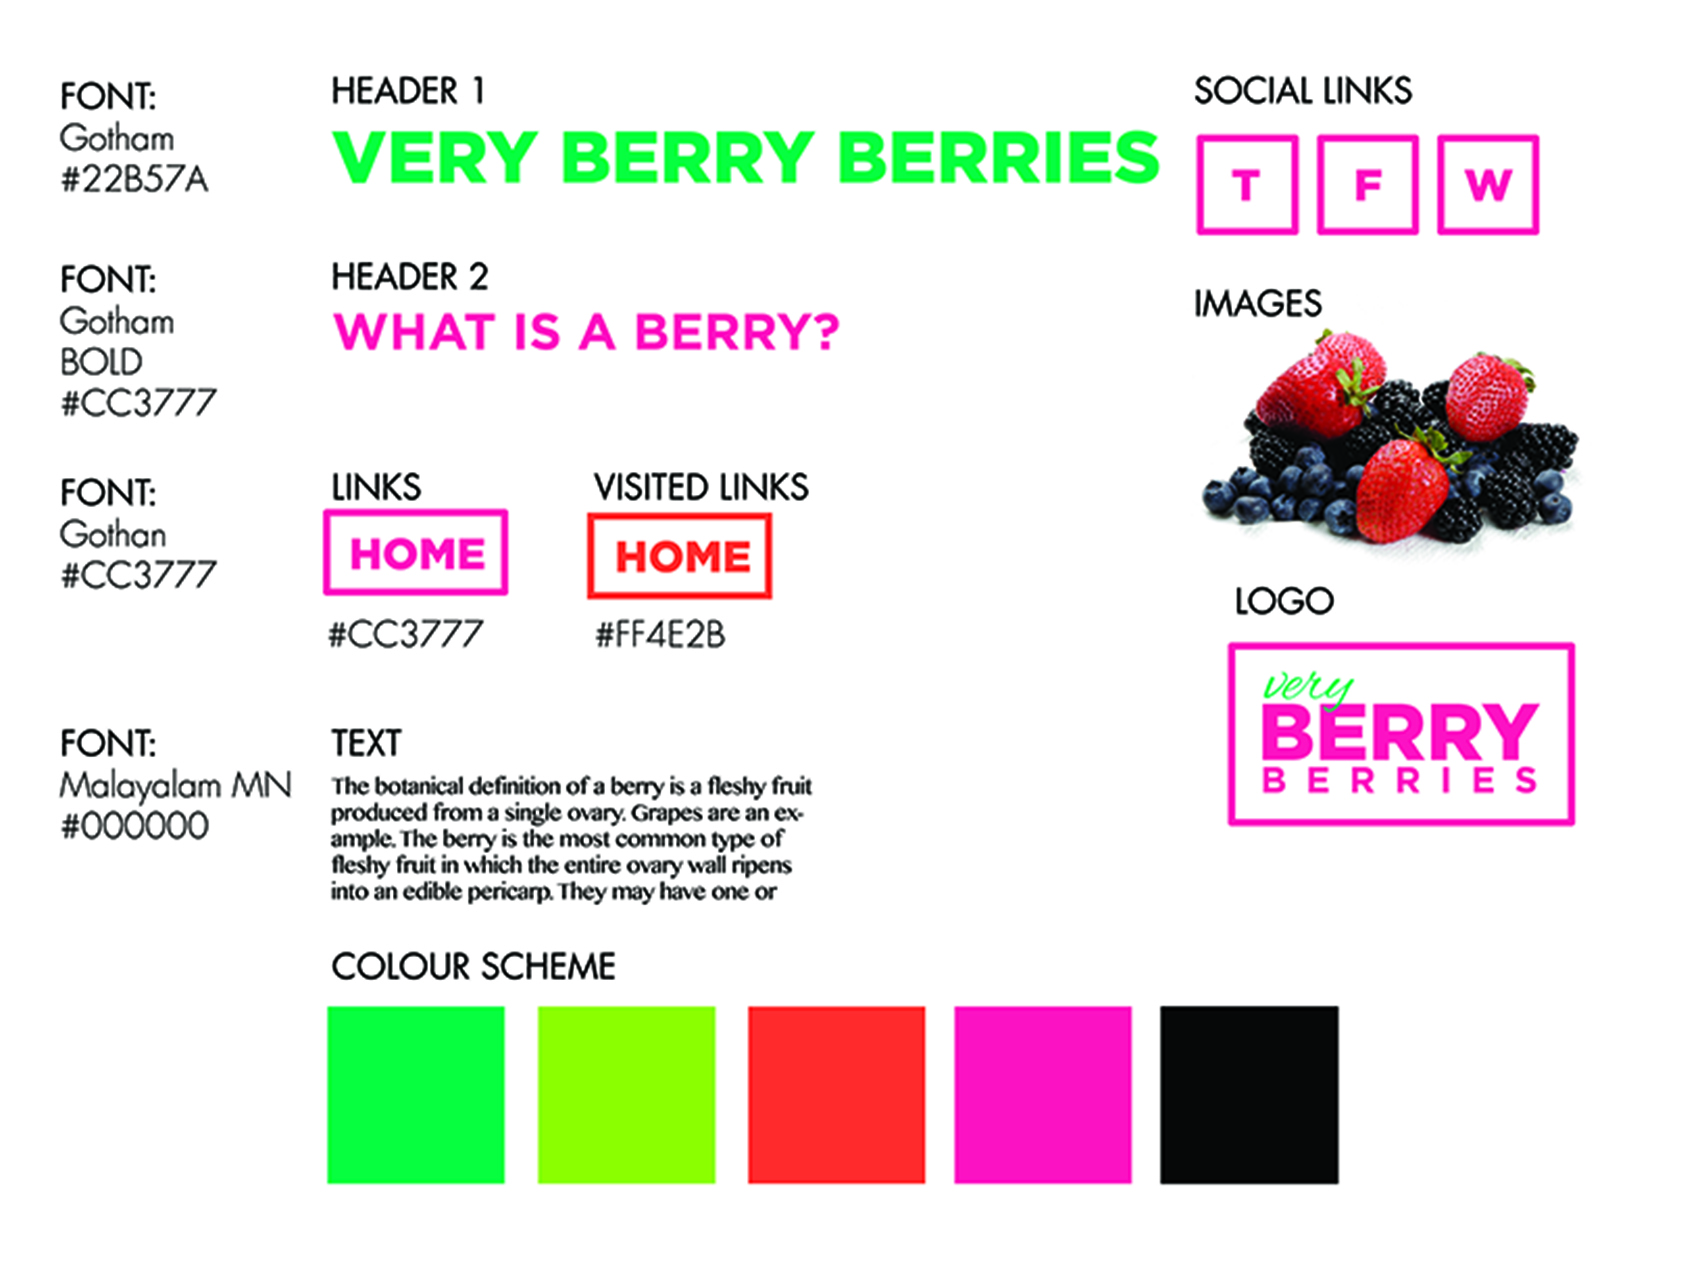 FONT:
Gotham
#22B57A
HEADER 1
VERY BERRY BERRIES
SOCIAL LINKS
T F W
FONT:
Gotham
BOLD
#CC3777
HEADER 2
WHAT IS A BERRY?
IMAGES
FONT:
Gothan
#CC3777
LINKS
HOME
#CC3777
VISITED LINKS
HOME
#FF4E2B
LOGO
very
BERRY
BERRIES
FONT:
Malayalam MN
#000000
TEXT
The botanical definition of a berry is a fleshy fruit
produced from a single ovary. Grapes are an ex-
ample. The berry is the most common type of
fleshy fruit in which the entire ovary wall ripens
into an edible pericarp. They may have one or
COLOUR SCHEME